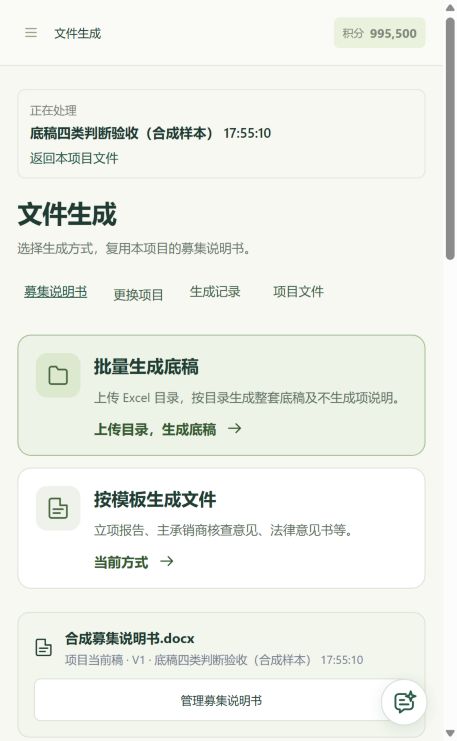 文件生成
积分 995,500
正在处理
底稿四类判断验收（合成样本） 17:55:10
返回本项目文件
文件生成
选择生成方式，复用本项目的募集说明书。
募集说明书 更换项目 生成记录 项目文件
批量生成底稿
上传 Excel 目录，按目录生成整套底稿及不生成项说明。
上传目录，生成底稿 →
按模板生成文件
立项报告、主承销商核查意见、法律意见书等。
当前方式 →
合成募集说明书.docx
项目当前稿 · V1 · 底稿四类判断验收（合成样本） 17:55:10
管理募集说明书